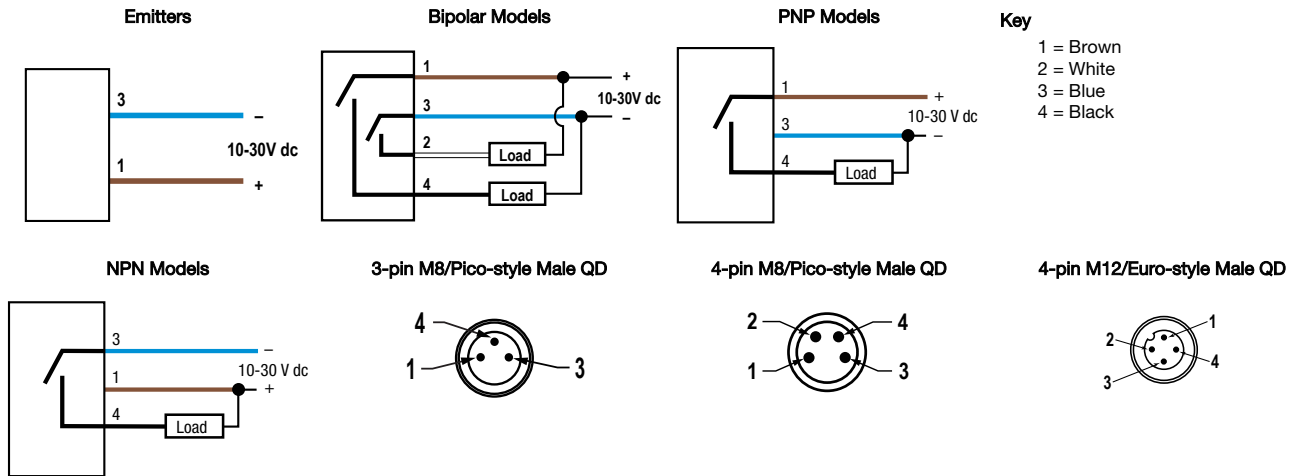 Emitters
3
–
10-30V dc
1
+
Bipolar Models
1
+
10-30V dc
3
–
2
Load
4
Load
PNP Models
1
+
10-30 V dc
3
–
4
Load
Key
1 = Brown
2 = White
3 = Blue
4 = Black
NPN Models
3
–
10-30 V dc
1
+
4
Load
3-pin M8/Pico-style Male QD
4
1
3
4-pin M8/Pico-style Male QD
2
4
1
3
4-pin M12/Euro-style Male QD
1
2
4
3